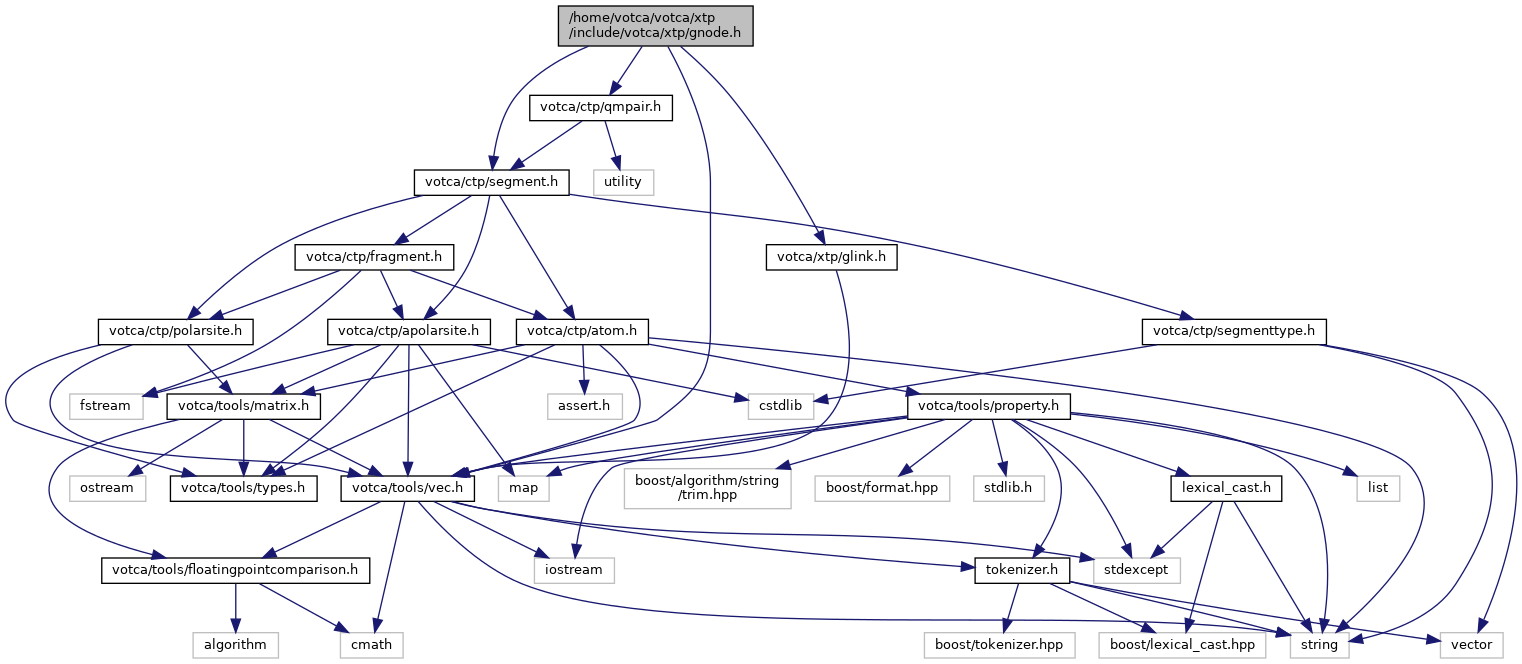 /home/votca/votca/xtp
/include/votca/xtp/gnode.h
votca/ctp/qmpair.h
votca/ctp/segment.h
utility
votca/ctp/fragment.h
votca/xtp/glink.h
votca/ctp/polarsite.h
votca/ctp/apolarsite.h
votca/ctp/atom.h
votca/ctp/segmenttype.h
fstream
votca/tools/matrix.h
assert.h
cstdlib
votca/tools/property.h
ostream
votca/tools/types.h
votca/tools/vec.h
map
boost/algorithm/string
/trim.hpp
boost/format.hpp
stdlib.h
lexical_cast.h
list
votca/tools/floatingpointcomparison.h
iostream
tokenizer.h
stdexcept
algorithm
cmath
boost/tokenizer.hpp
boost/lexical_cast.hpp
string
vector